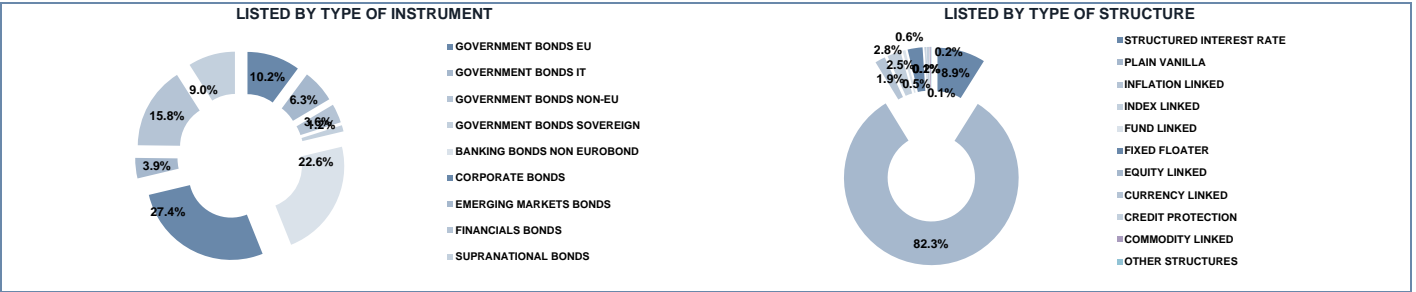 LISTED BY TYPE OF INSTRUMENT
10.2%
6.3%
3.6%
1.2%
22.6%
27.4%
3.9%
15.8%
9.0%
GOVERNMENT BONDS EU
GOVERNMENT BONDS IT
GOVERNMENT BONDS NON-EU
GOVERNMENT BONDS SOVEREIGN
BANKING BONDS NON EUROBOND
CORPORATE BONDS
EMERGING MARKETS BONDS
FINANCIALS BONDS
SUPRANATIONAL BONDS
LISTED BY TYPE OF STRUCTURE
8.9%
82.3%
1.9%
2.8%
0.5%
2.5%
0.6%
0.2%
0.1%
STRUCTURED INTEREST RATE
PLAIN VANILLA
INFLATION LINKED
INDEX LINKED
FUND LINKED
FIXED FLOATER
EQUITY LINKED
CURRENCY LINKED
CREDIT PROTECTION
COMMODITY LINKED
OTHER STRUCTURES